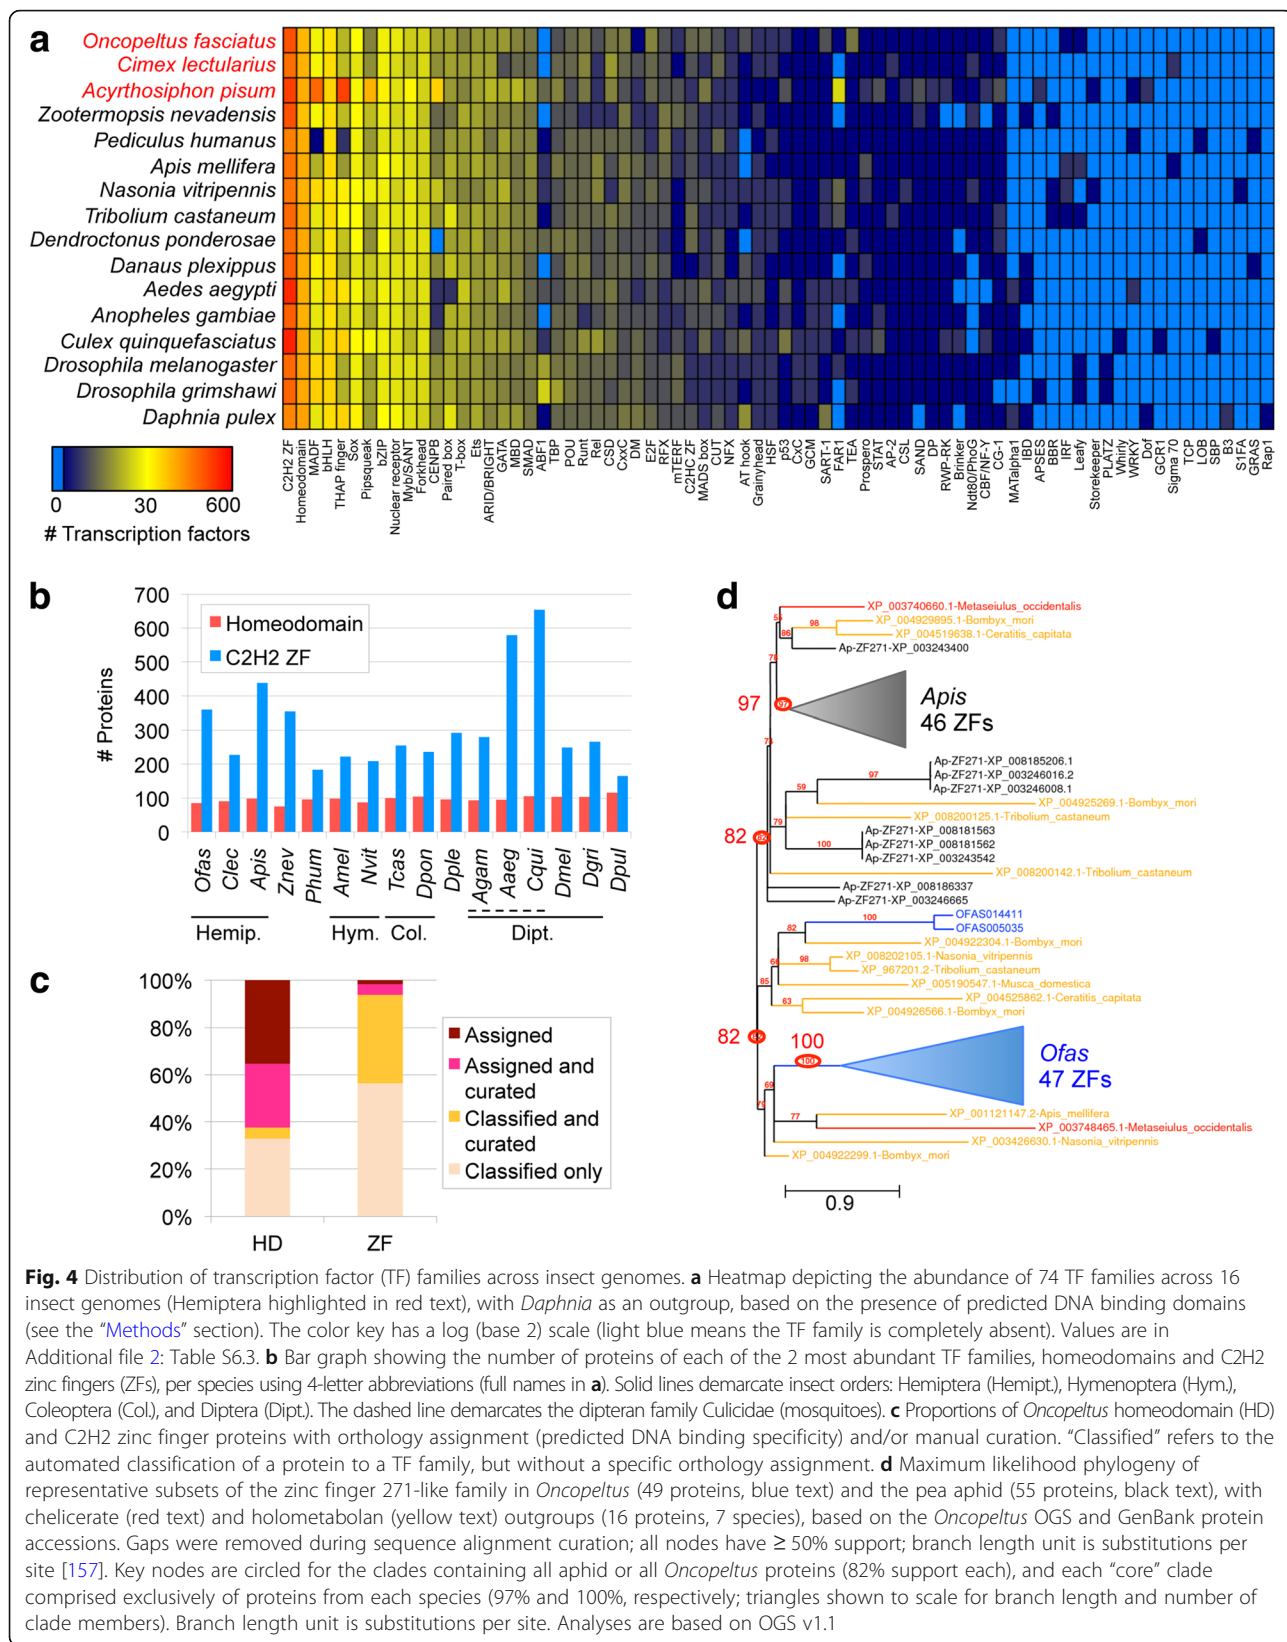 a
Oncopeltus fasciatus
Cimex lectularius
Acyrthosiphon pisum
Zootermopsis nevadensis
Pediculus humanus
Apis mellifera
Nasonia vitripennis
Tribolium castaneum
Dendroctonus ponderosae
Danaus plexippus
Aedes aegypti
Anopheles gambiae
Culex quinquefasciatus
Drosophila melanogaster
Drosophila grimshawi
Daphnia pulex
C2H2 ZF
Homeodomain
MADF
bHLH
THAP finger
Sox
Pipsqueak
bZIP
Nuclear receptor
Myb/SANT
Forkhead
CENPB
Paired box
T-box
Ets
ARID/BRIGHT
GATA
MBD
SMAD
ABF1
TBP
POU
Runt
Rel
CSD
CxxC
DM
E2F
RFX
mTERF
C2HC ZF
MADS box
CUT
NFX
AT hook
Grainyhead
HSF
p53
CxC
GCM
SART-1
FAR1
TEA
Prospero
STAT
AP-2
CSL
SAND
DP
RWP-RK
Brinker
Ndt80/PhoG
CBF/NF-Y
CG-1
MATalpha1
IBD
APSES
BBR
IRF
Leafy
Storekeeper
PLATZ
Whirly
WRKY
Dof
GCR1
Sigma 70
TCP
LOB
SBP
B3
S1FA
GRAS
Rap1
0 30 600
# Transcription factors
b
# Proteins
700
600
500
400
300
200
100
0
Homeodomain
C2H2 ZF
Ofas
Clec
Apis
Znev
Phum
Amel
Nvit
Tcas
Dpon
Dple
Agam
Aaeg
Cqui
Dmel
Dgri
Dpul
Hemip. Hym. Col. Dipt.
c
100%
80%
60%
40%
20%
0%
HD ZF
Assigned
Assigned and
curated
Classified and
curated
Classified only
d
XP_003740660.1-Metaseiulus_occidentalis
55
XP_004929895.1-Bombyx_mori
98
86
XP_004519638.1-Ceratitis_capitata
Ap-ZF271-XP_003243400
78
97
97
Apis
46 ZFs
Ap-ZF271-XP_008185206.1
97
Ap-ZF271-XP_003246016.2
59
Ap-ZF271-XP_003246008.1
XP_004925269.1-Bombyx_mori
XP_008200125.1-Tribolium_castaneum
79
Ap-ZF271-XP_008181563
82
100
Ap-ZF271-XP_008181562
Ap-ZF271-XP_003243542
XP_008200142.1-Tribolium_castaneum
Ap-ZF271-XP_008186337
Ap-ZF271-XP_003246665
OFAS014411
100
OFAS005035
82
XP_004922304.1-Bombyx_mori
XP_008202105.1-Nasonia_vitripennis
66
98
XP_967201.2-Tribolium_castaneum
85
XP_005190547.1-Musca_domestica
XP_004525862.1-Ceratitis_capitata
63
XP_004926566.1-Bombyx_mori
82
100
100
Ofas
47 ZFs
69
79
XP_001121147.2-Apis_mellifera
77
XP_003748465.1-Metaseiulus_occidentalis
XP_003426630.1-Nasonia_vitripennis
XP_004922299.1-Bombyx_mori
0.9
Fig. 4 Distribution of transcription factor (TF) families across insect genomes. a Heatmap depicting the abundance of 74 TF families across 16
insect genomes (Hemiptera highlighted in red text), with Daphnia as an outgroup, based on the presence of predicted DNA binding domains
(see the “Methods” section). The color key has a log (base 2) scale (light blue means the TF family is completely absent). Values are in
Additional file 2: Table S6.3. b Bar graph showing the number of proteins of each of the 2 most abundant TF families, homeodomains and C2H2
zinc fingers (ZFs), per species using 4-letter abbreviations (full names in a). Solid lines demarcate insect orders: Hemiptera (Hemipt.), Hymenoptera (Hym.),
Coleoptera (Col.), and Diptera (Dipt.). The dashed line demarcates the dipteran family Culicidae (mosquitoes). c Proportions of Oncopeltus homeodomain (HD)
and C2H2 zinc finger proteins with orthology assignment (predicted DNA binding specificity) and/or manual curation. “Classified” refers to the
automated classification of a protein to a TF family, but without a specific orthology assignment. d Maximum likelihood phylogeny of
representative subsets of the zinc finger 271-like family in Oncopeltus (49 proteins, blue text) and the pea aphid (55 proteins, black text), with
chelicerate (red text) and holometabolan (yellow text) outgroups (16 proteins, 7 species), based on the Oncopeltus OGS and GenBank protein
accessions. Gaps were removed during sequence alignment curation; all nodes have ≥ 50% support; branch length unit is substitutions per
site [157]. Key nodes are circled for the clades containing all aphid or all Oncopeltus proteins (82% support each), and each “core” clade
comprised exclusively of proteins from each species (97% and 100%, respectively; triangles shown to scale for branch length and number of
clade members). Branch length unit is substitutions per site. Analyses are based on OGS v1.1